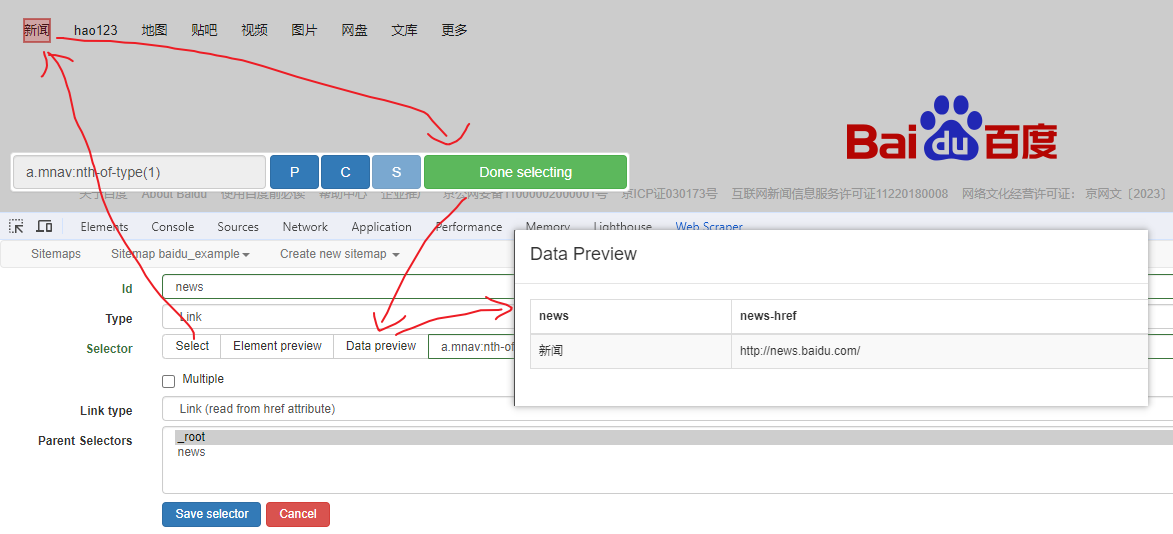 新闻 hao123 地图 贴吧 视频 图片 网盘 文库 更多
Bai du 百度
a.mnav:nth-of-type(1) P C S Done selecting
关于百度 About Baidu 使用百度前必读 帮助中心 企业推广 京公网安备11000002000001号 京ICP证030173号 互联网新闻信息服务许可证11220180008 网络文化经营许可证： 京网文〔2023〕
Elements Console Sources Network Application Performance Memory Lighthouse Web Scraper
Sitemaps Sitemap baidu_example Create new sitemap
Data Preview
Id news
news news-href
Type Link
新闻 http://news.baidu.com/
Selector Select Element preview Data preview a.mnav:nth-of
Multiple
Link type Link (read from href attribute)
Parent Selectors _root
news
Save selector Cancel